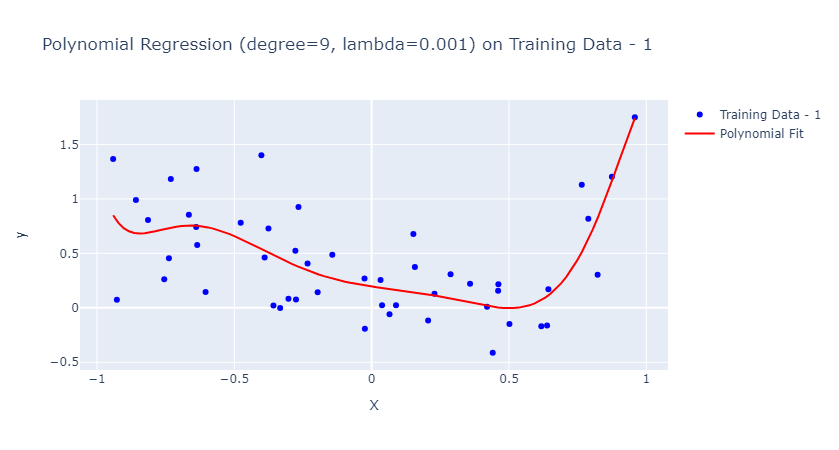 Polynomial Regression (degree=9, lambda=0.001) on Training Data - 1
Training Data - 1
Polynomial Fit
1.5
1
0.5
0
−0.5
y
−1
−0.5
0
0.5
1
X